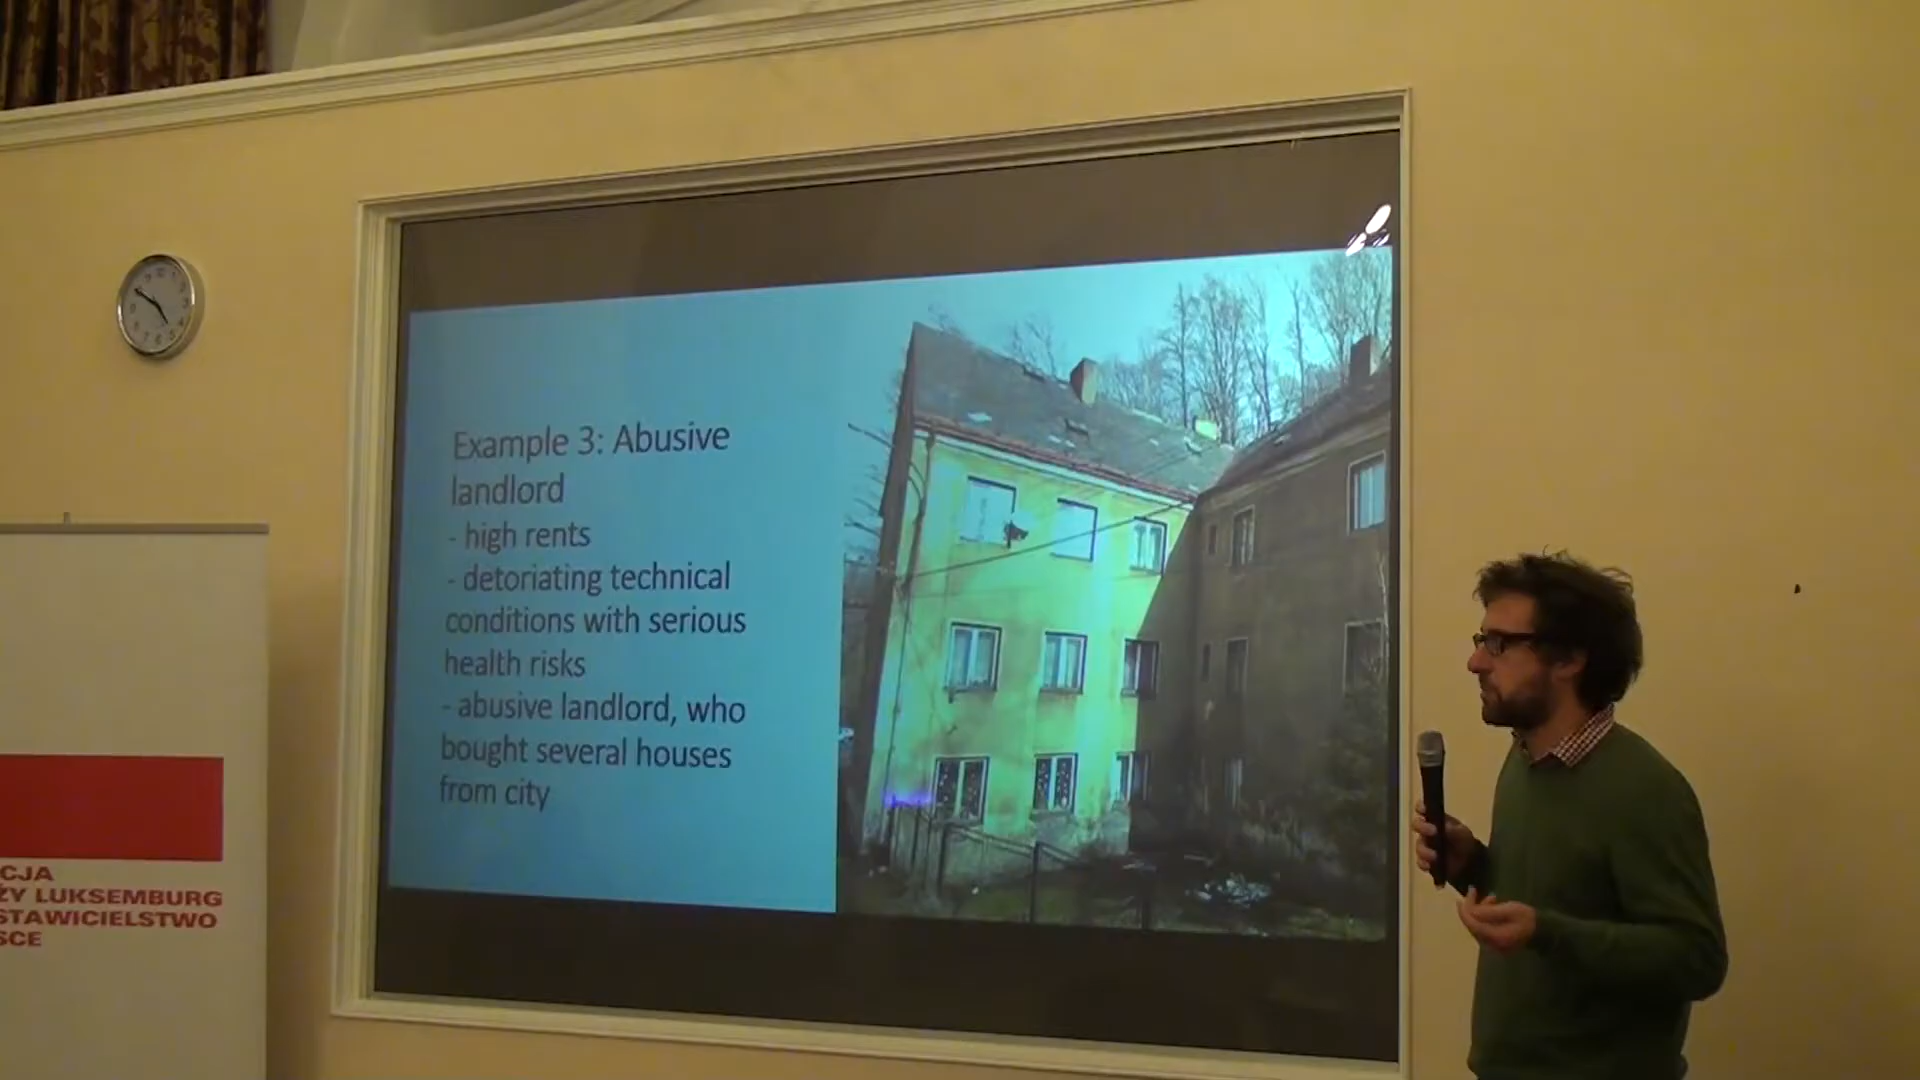 Example 3: Abusive
landlord
- high rents
- detoriating technical
conditions with serious
health risks
- abusive landlord, who
bought several houses
from city
CJA
ŻY LUKSEMBURG
STAWICIELSTWO
SCE